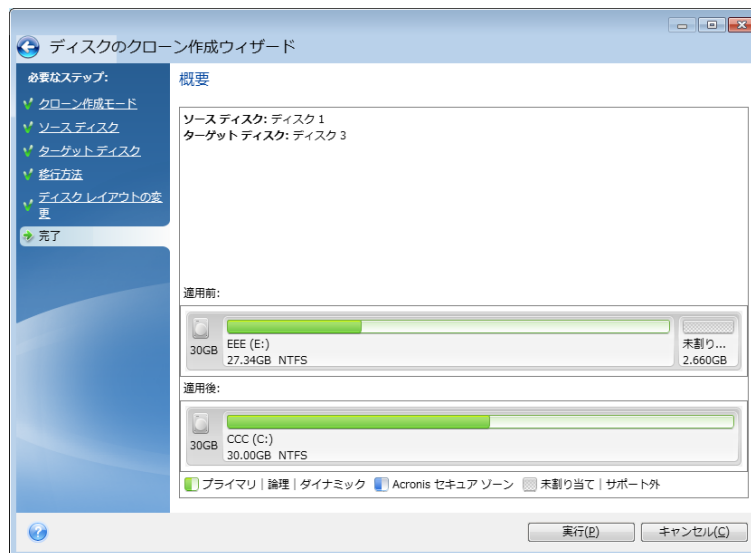 ディスクのクローン作成ウィザード
必要なステップ:
クローン作成モード
ソース ディスク
ターゲット ディスク
移行方法
ディスク レイアウトの変
更
完了
概要
ソース ディスク: ディスク 1
ターゲット ディスク: ディスク 3
適用前:
30GB
EEE (E:)
27.34GB NTFS
未割り...
2.660GB
適用後:
30GB
CCC (C:)
30.00GB NTFS
プライマリ | 論理 | ダイナミック Acronis セキュア ゾーン 未割り当て | サポート外
実行(P) キャンセル(C)